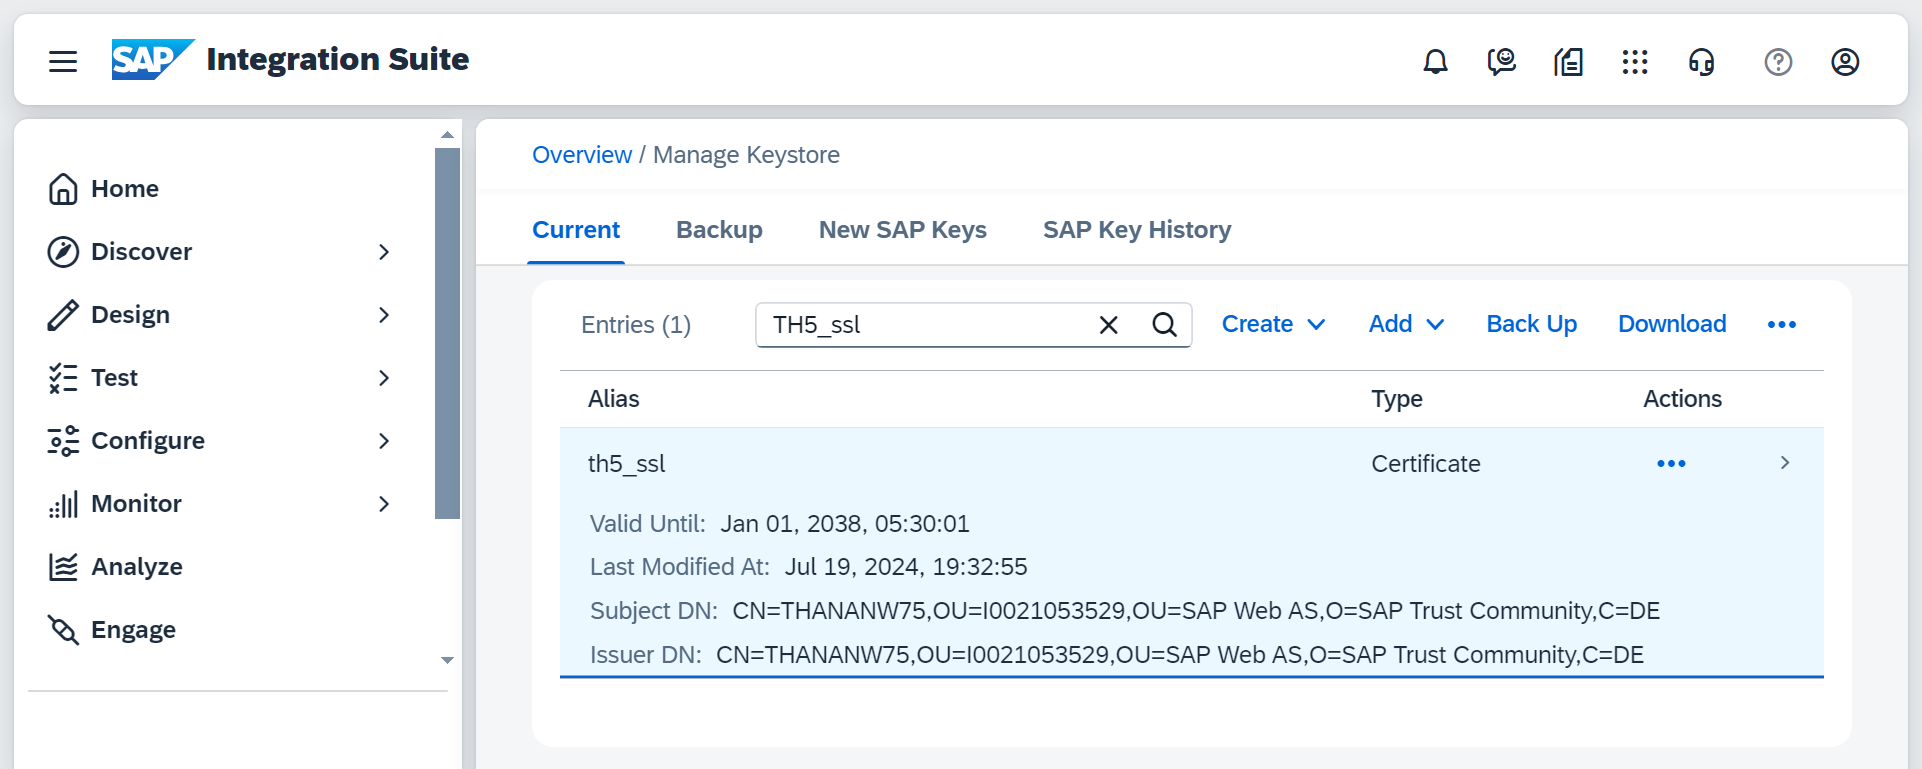 SAP Integration Suite
Home
Discover
Design
Test
Configure
Monitor
Analyze
Engage
Overview / Manage Keystore
Current Backup New SAP Keys SAP Key History
Entries (1) TH5_ssl Create Add Back Up Download
Alias Type Actions
th5_ssl Certificate
Valid Until: Jan 01, 2038, 05:30:01
Last Modified At: Jul 19, 2024, 19:32:55
Subject DN: CN=THANANW75,OU=I0021053529,OU=SAP Web AS,O=SAP Trust Community,C=DE
Issuer DN: CN=THANANW75,OU=I0021053529,OU=SAP Web AS,O=SAP Trust Community,C=DE